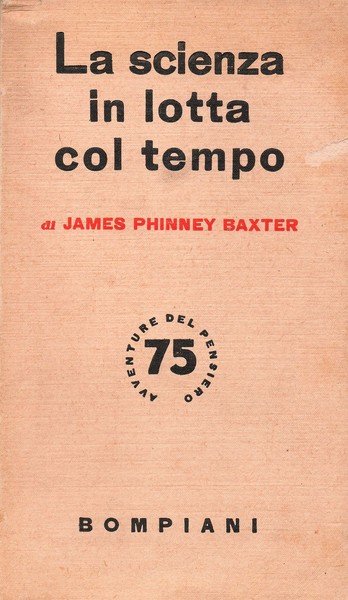 La scienza
in lotta
col tempo
di JAMES PHINNEY BAXTER
AVVENTURE DEL PENSIERO
75
BOMPIANI